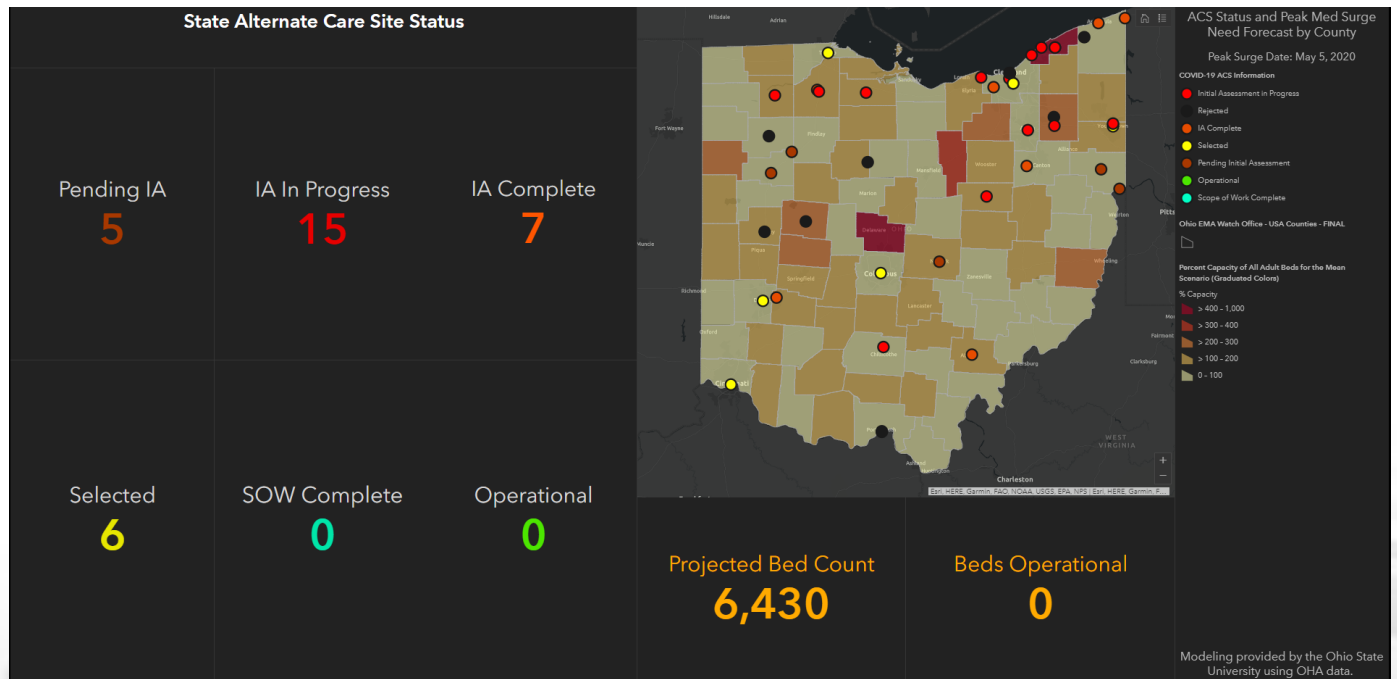 State Alternate Care Site Status
Pending IA
5
IA In Progress
15
IA Complete
7
Selected
6
SOW Complete
0
Operational
0
Hillsdale
Adrian
Fort Wayne
Findlay
Mansfield
Marion
Wooster
Canton
Alliance
Weirton
Pitts
Wheeling
Muncie
Piqua
Delaware
OHIO
Springfield
Zanesville
Richmond
Lancaster
Oxford
Chillicothe
Parkersburg
Fairmont
Clarksburg
Ashland
Huntington
WEST
VIRGINIA
Charleston
+
−
Esri, HERE, Garmin, FAO, NOAA, USGS, EPA, NPS | Esri, HERE, Garmin, F...
Projected Bed Count
6,430
Beds Operational
0
ACS Status and Peak Med Surge
Need Forecast by County
Peak Surge Date: May 5, 2020
COVID-19 ACS Information
Initial Assessment in Progress
Rejected
IA Complete
Selected
Pending Initial Assessment
Operational
Scope of Work Complete
Ohio EMA Watch Office - USA Counties - FINAL
Percent Capacity of All Adult Beds for the Mean
Scenario (Graduated Colors)
% Capacity
> 400 - 1,000
> 300 - 400
> 200 - 300
> 100 - 200
0 - 100
Modeling provided by the Ohio State
University using OHA data.